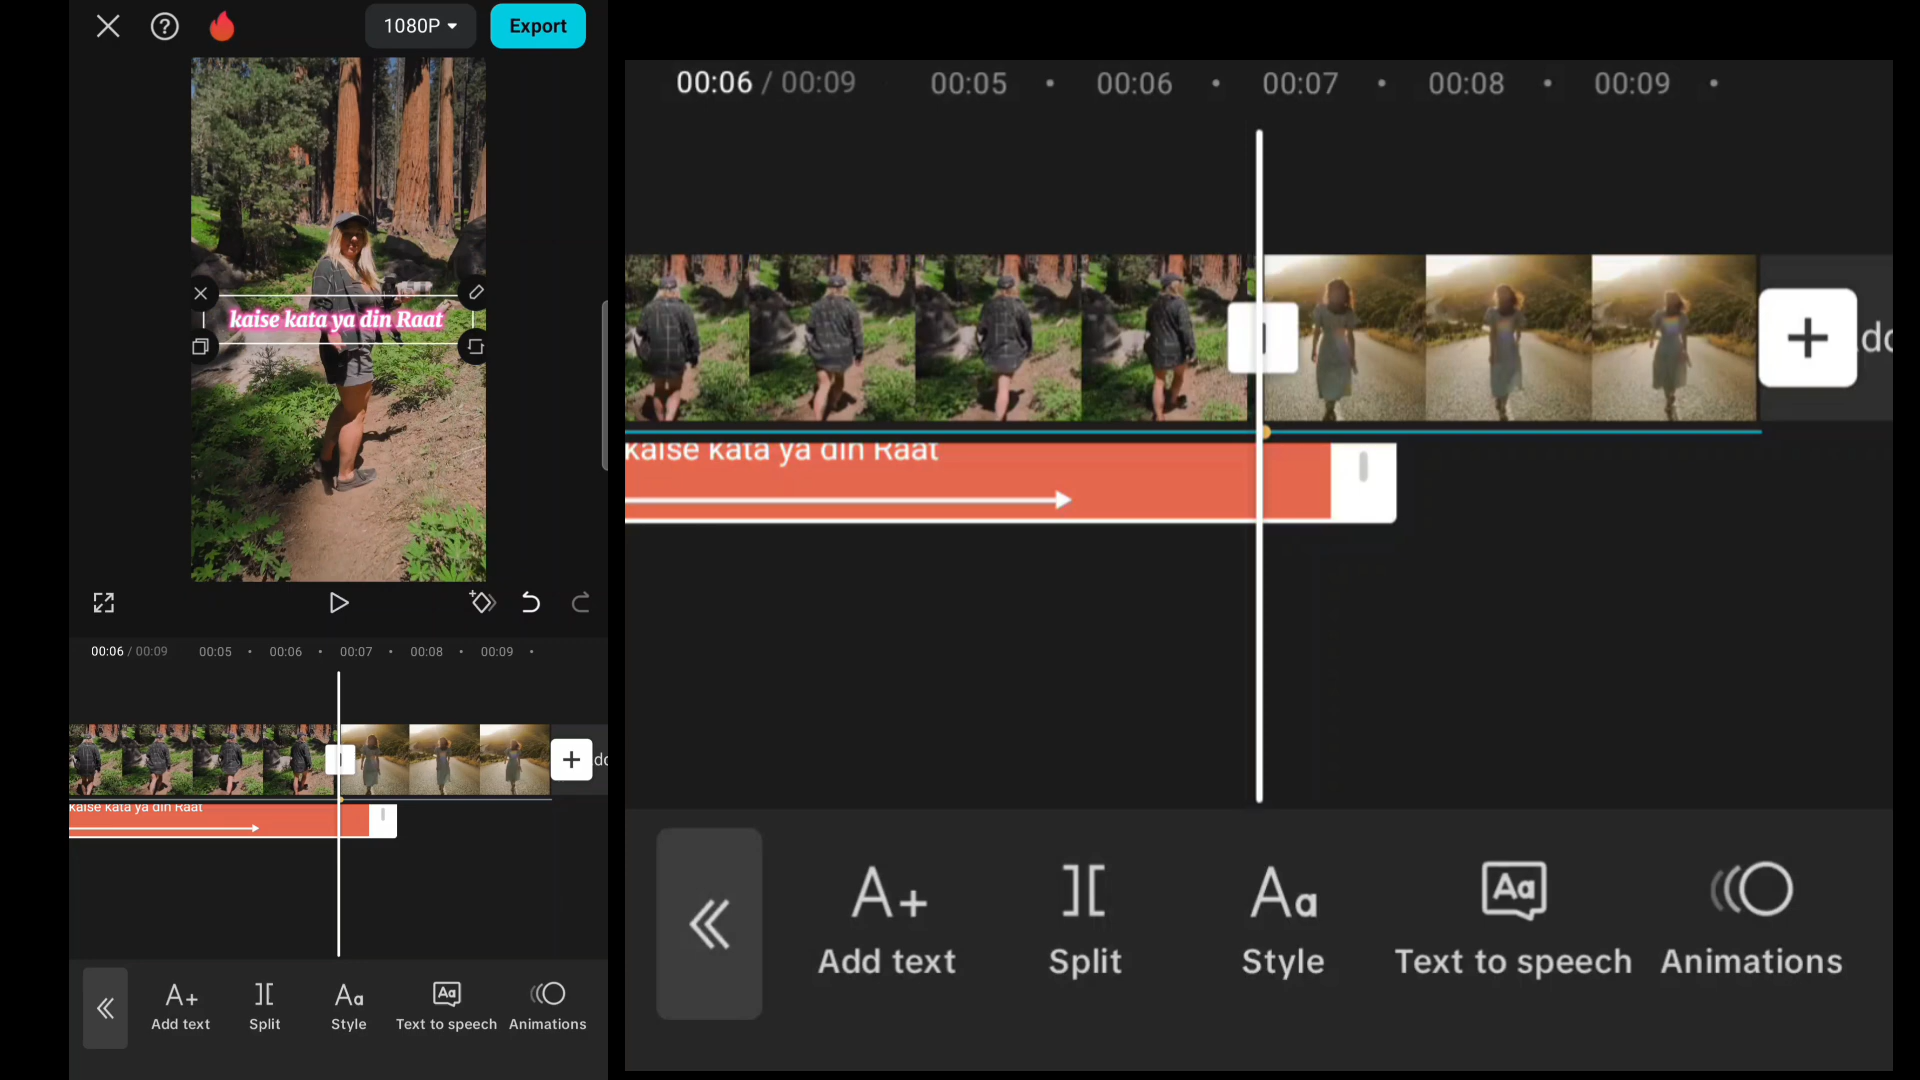 1080P
Export
kaise kata ya din Raat
00:06 / 00:09
00:05
00:06
00:07
00:08
00:09
kaise kata ya din Raat
Add text
Split
Style
Text to speech
Animations
00:06 / 00:09
00:05
00:06
00:07
00:08
00:09
kaise kata ya din Raat
Add text
Split
Style
Text to speech
Animations